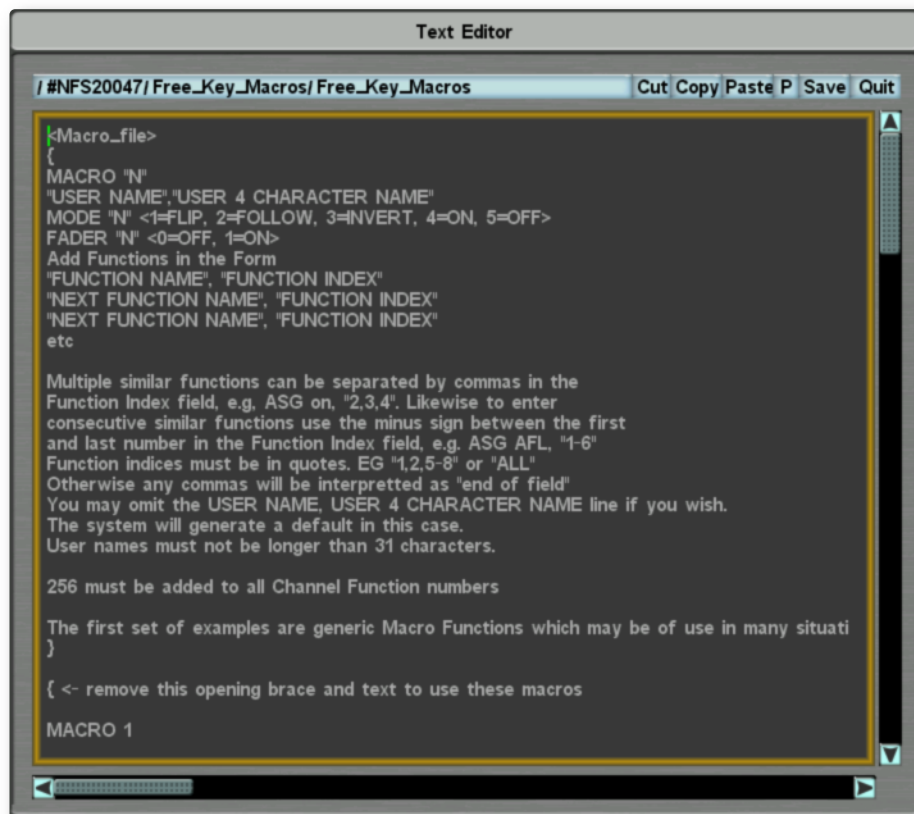 Text Editor
/ #NFS20047/ Free_Key_Macros/ Free_Key_Macros Cut Copy Paste P Save Quit
<Macro_file>
{
MACRO "N"
"USER NAME","USER 4 CHARACTER NAME"
MODE "N" <1=FLIP, 2=FOLLOW, 3=INVERT, 4=ON, 5=OFF>
FADER "N" <0=OFF, 1=ON>
Add Functions in the Form
"FUNCTION NAME", "FUNCTION INDEX"
"NEXT FUNCTION NAME", "FUNCTION INDEX"
"NEXT FUNCTION NAME", "FUNCTION INDEX"
etc
Multiple similar functions can be separated by commas in the
Function Index field, e.g, ASG on, "2,3,4". Likewise to enter
consecutive similar functions use the minus sign between the first
and last number in the Function Index field, e.g. ASG AFL, "1-6"
Function indices must be in quotes. EG "1,2,5-8" or "ALL"
Otherwise any commas will be interpretted as "end of field"
You may omit the USER NAME, USER 4 CHARACTER NAME line if you wish.
The system will generate a default in this case.
User names must not be longer than 31 characters.
256 must be added to all Channel Function numbers
The first set of examples are generic Macro Functions which may be of use in many situati
}
{ <- remove this opening brace and text to use these macros
MACRO 1